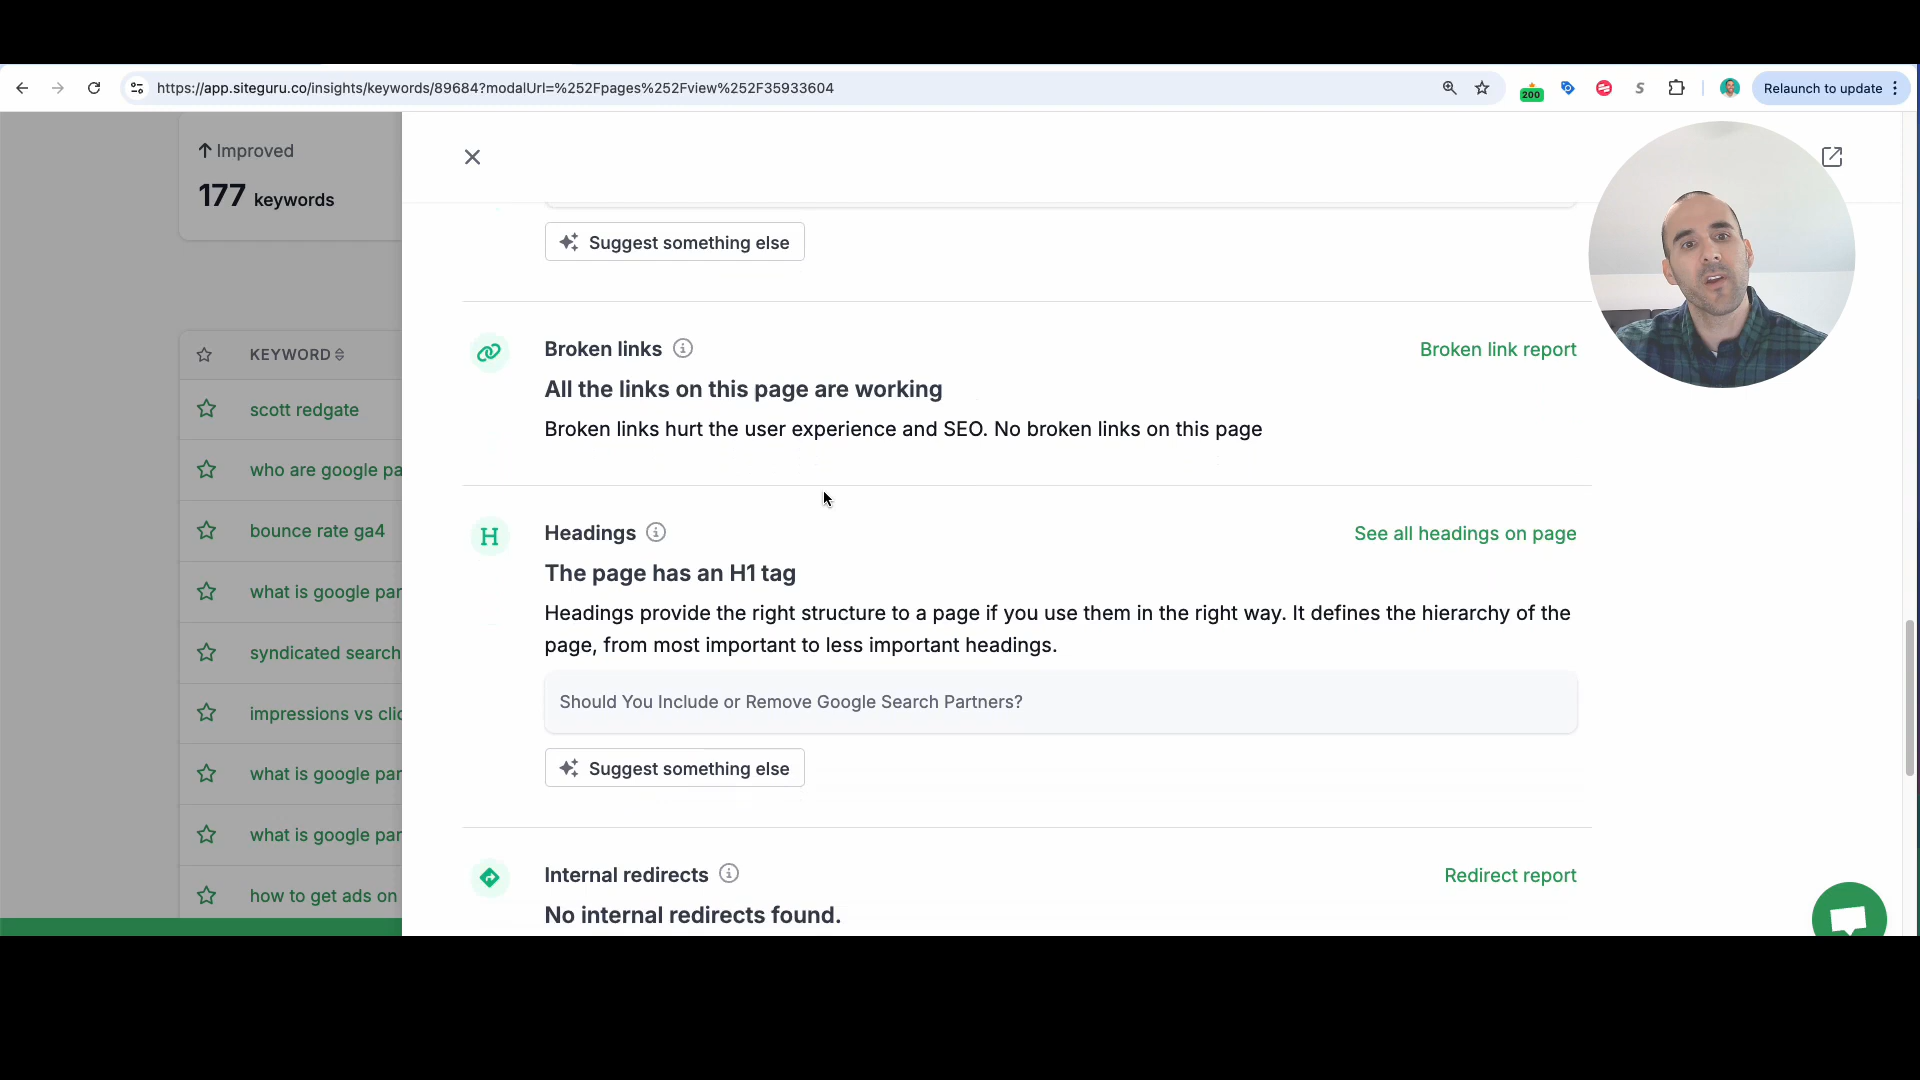 https://app.siteguru.co/insights/keywords/89684?modalUrl=%252Fpages%252Fview%252F35933604
200
S
Relaunch to update
Improved
177 keywords
KEYWORD
scott redgate
who are google pa
bounce rate ga4
what is google par
syndicated search
impressions vs clic
what is google par
what is google par
how to get ads on
Suggest something else
Broken links
Broken link report
All the links on this page are working
Broken links hurt the user experience and SEO. No broken links on this page
H
Headings
See all headings on page
The page has an H1 tag
Headings provide the right structure to a page if you use them in the right way. It defines the hierarchy of the
page, from most important to less important headings.
Should You Include or Remove Google Search Partners?
Suggest something else
Internal redirects
Redirect report
No internal redirects found.